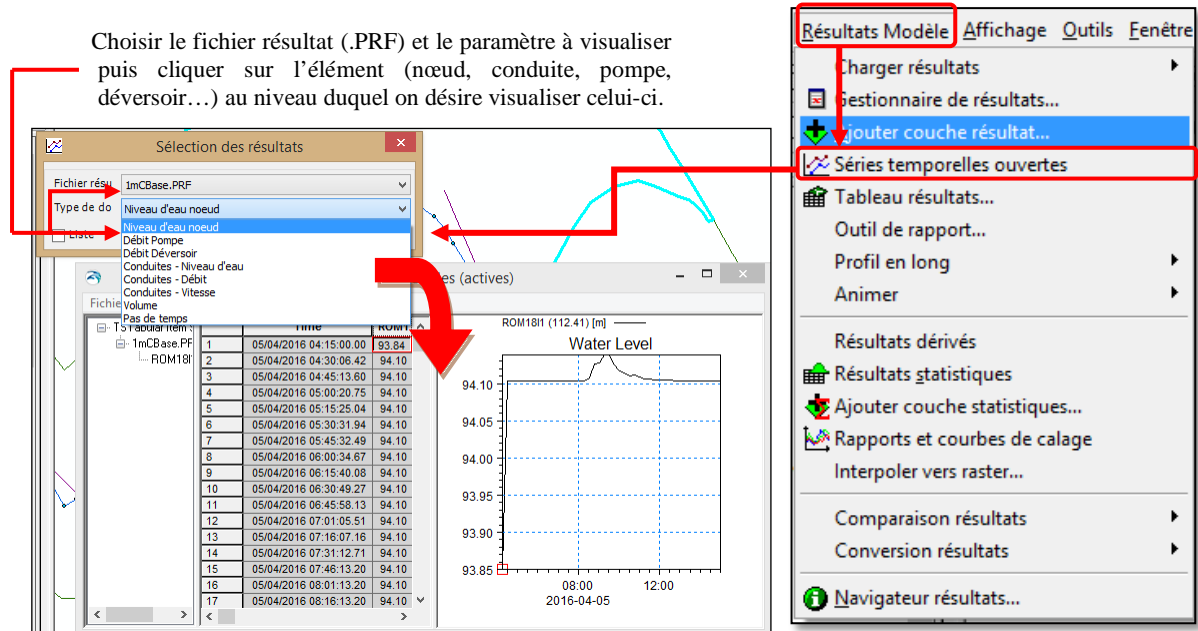 Choisir le fichier résultat (.PRF) et le paramètre à visualiser
puis cliquer sur l'élément (nœud, conduite, pompe,
déversoir…) au niveau duquel on désire visualiser celui-ci.
Sélection des résultats
Fichier résu 1mCBase.PRF
Type de do Niveau d'eau noeud
Liste
Niveau d'eau noeud
Débit Pompe
Débit Déversoir
Conduites - Niveau d'eau
Conduites - Débit
Conduites - Vitesse
Volume
Pas de temps
es (actives)
Fichie
1mCBase.PF
ROM18I
Time ROM1
1 05/04/2016 04:15:00.00 93.84
2 05/04/2016 04:30:06.42 94.10
3 05/04/2016 04:45:13.60 94.10
4 05/04/2016 05:00:20.75 94.10
5 05/04/2016 05:15:25.04 94.10
6 05/04/2016 05:30:31.94 94.10
7 05/04/2016 05:45:32.49 94.10
8 05/04/2016 06:00:34.67 94.10
9 05/04/2016 06:15:40.08 94.10
10 05/04/2016 06:30:49.27 94.10
11 05/04/2016 06:45:58.13 94.10
12 05/04/2016 07:01:05.51 94.10
13 05/04/2016 07:16:07.16 94.10
14 05/04/2016 07:31:12.71 94.10
15 05/04/2016 07:46:13.20 94.10
16 05/04/2016 08:01:13.20 94.10
17 05/04/2016 08:16:13.20 94.10
ROM18I1 (112.41) [m]
Water Level
94.10
94.05
94.00
93.95
93.90
93.85
08:00 12:00
2016-04-05
Résultats Modèle Affichage Outils Fenêtre
Charger résultats
Gestionnaire de résultats...
Ajouter couche résultat...
Séries temporelles ouvertes
Tableau résultats...
Outil de rapport...
Profil en long
Animer
Résultats dérivés
Résultats statistiques
Ajouter couche statistiques...
Rapports et courbes de calage
Interpoler vers raster...
Comparaison résultats
Conversion résultats
Navigateur résultats...